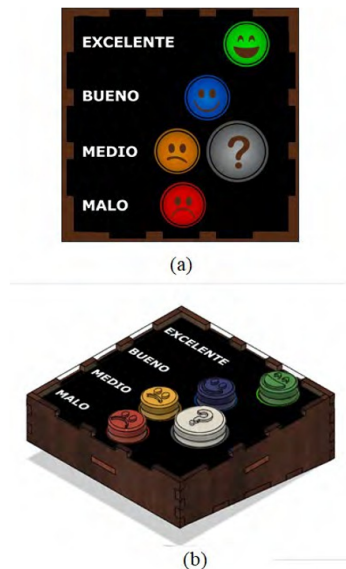 EXCELENTE
BUENO
MEDIO
?
MALO
(a)
EXCELENTE
BUENO
MEDIO
MALO
?
(b)